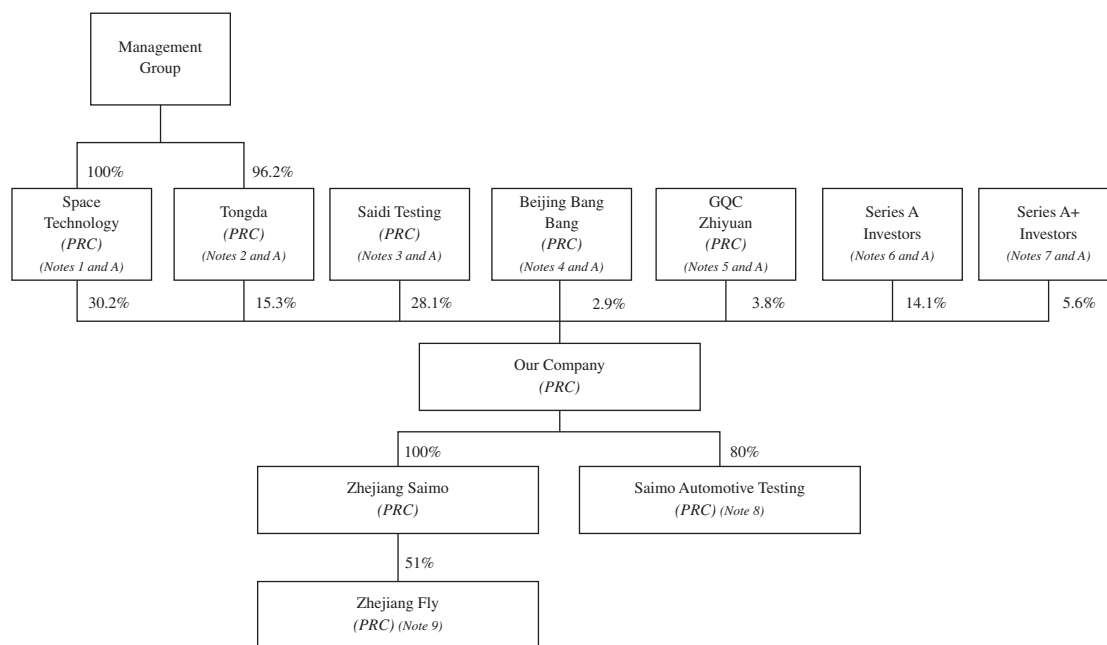 Management
Group
100%
96.2%
Space
Technology
(PRC)
(Notes 1 and A)
Tongda
(PRC)
(Notes 2 and A)
Saidi Testing
(PRC)
(Notes 3 and A)
Beijing Bang
Bang
(PRC)
(Notes 4 and A)
GQC
Zhiyuan
(PRC)
(Notes 5 and A)
Series A
Investors
(Notes 6 and A)
Series A+
Investors
(Notes 7 and A)
30.2%
15.3%
28.1%
2.9%
3.8%
14.1%
5.6%
Our Company
(PRC)
100%
80%
Zhejiang Saimo
(PRC)
Saimo Automotive Testing
(PRC) (Note 8)
51%
Zhejiang Fly
(PRC) (Note 9)